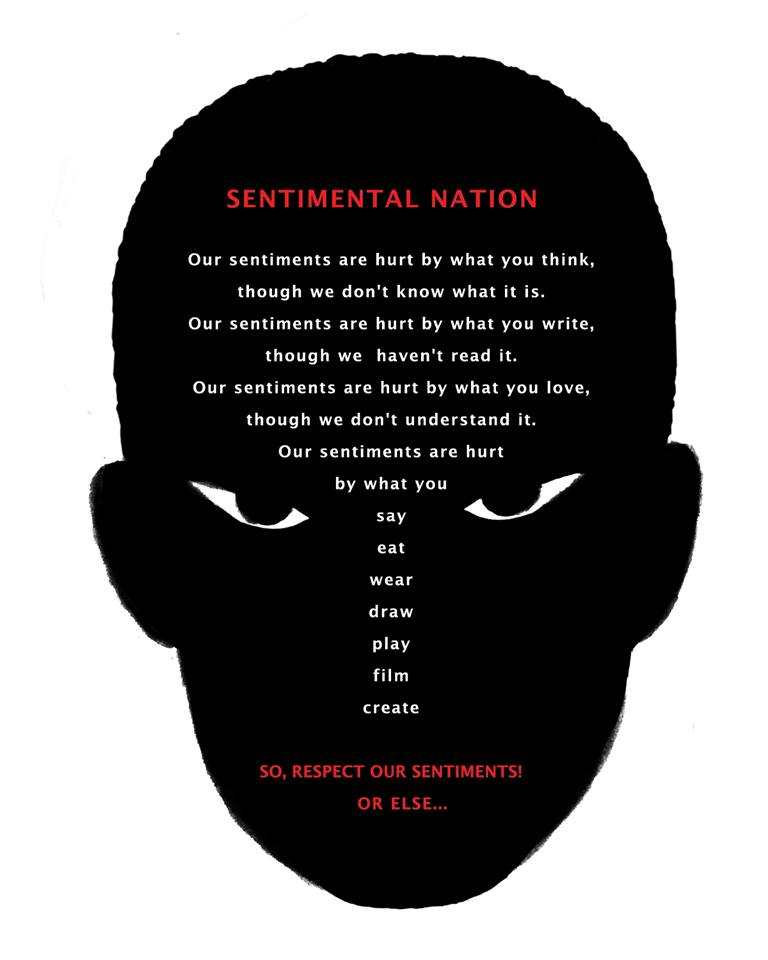 SENTIMENTAL NATION
Our sentiments are hurt by what you think,
though we don't know what it is.
Our sentiments are hurt by what you write,
though we haven't read it.
Our sentiments are hurt by what you love,
though we don't understand it.
Our sentiments are hurt
by what you
say
eat
wear
draw
play
film
create
SO, RESPECT OUR SENTIMENTS!
OR ELSE...